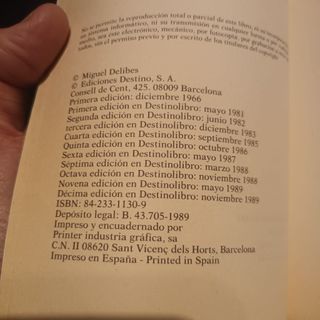 No se permite la reproducción total o parcial de este libro, ni su
un sistema informático, ni su transmisión en cualquier forma o por
medio, sea este electrónico, mecánico, por fotocopia, por grabación u
todos, sin el permiso previo y por escrito de los titulares del copyright
© Miguel Delibes
© Ediciones Destino, S. A.
Consell de Cent, 425. 08009 Barcelona
Primera edición: diciembre 1966
Primera edición en Destinolibro: mayo 1981
Segunda edición en Destinolibro: junio 1982
tercera edición en Destinolibro: diciembre 1983
Cuarta edición en Destinolibro: septiembre 1985
Quinta edición en Destinolibro: octubre 1986
Sexta edición en Destinolibro: mayo 1987
Séptima edición en Destinolibro: marzo 1988
Octava edición en Destinolibro: noviembre 1988
Novena edición en Destinolibro: mayo 1989
Décima edición en Destinolibro: noviembre 1989
ISBN: 84-233-1130-9
Depósito legal: B. 43.705-1989
Impreso y encuadernado por
Printer industria gráfica, sa
C.N. II 08620 Sant Vicenç dels Horts, Barcelona
Impreso en España - Printed in Spain